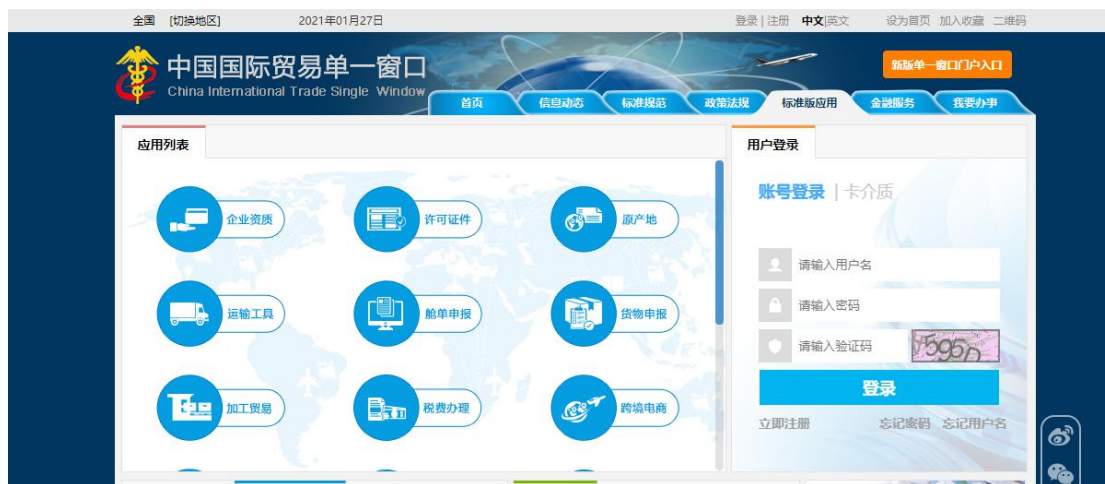 全国 [切换地区] 2021年01月27日 登录 | 注册 中文|英文 设为首页 加入收藏 二维码
中国国际贸易单一窗口
China International Trade Single Window
新版单一窗口门户入口
首页 信息动态 标准规范 政策法规 标准版应用 金融服务 我要办事
应用列表
企业资质 许可证件 原产地
运输工具 舱单申报 货物申报
加工贸易 税费办理 跨境电商
用户登录
账号登录 | 卡介质
请输入用户名
请输入密码
请输入验证码
登录
立即注册 忘记密码 忘记用户名